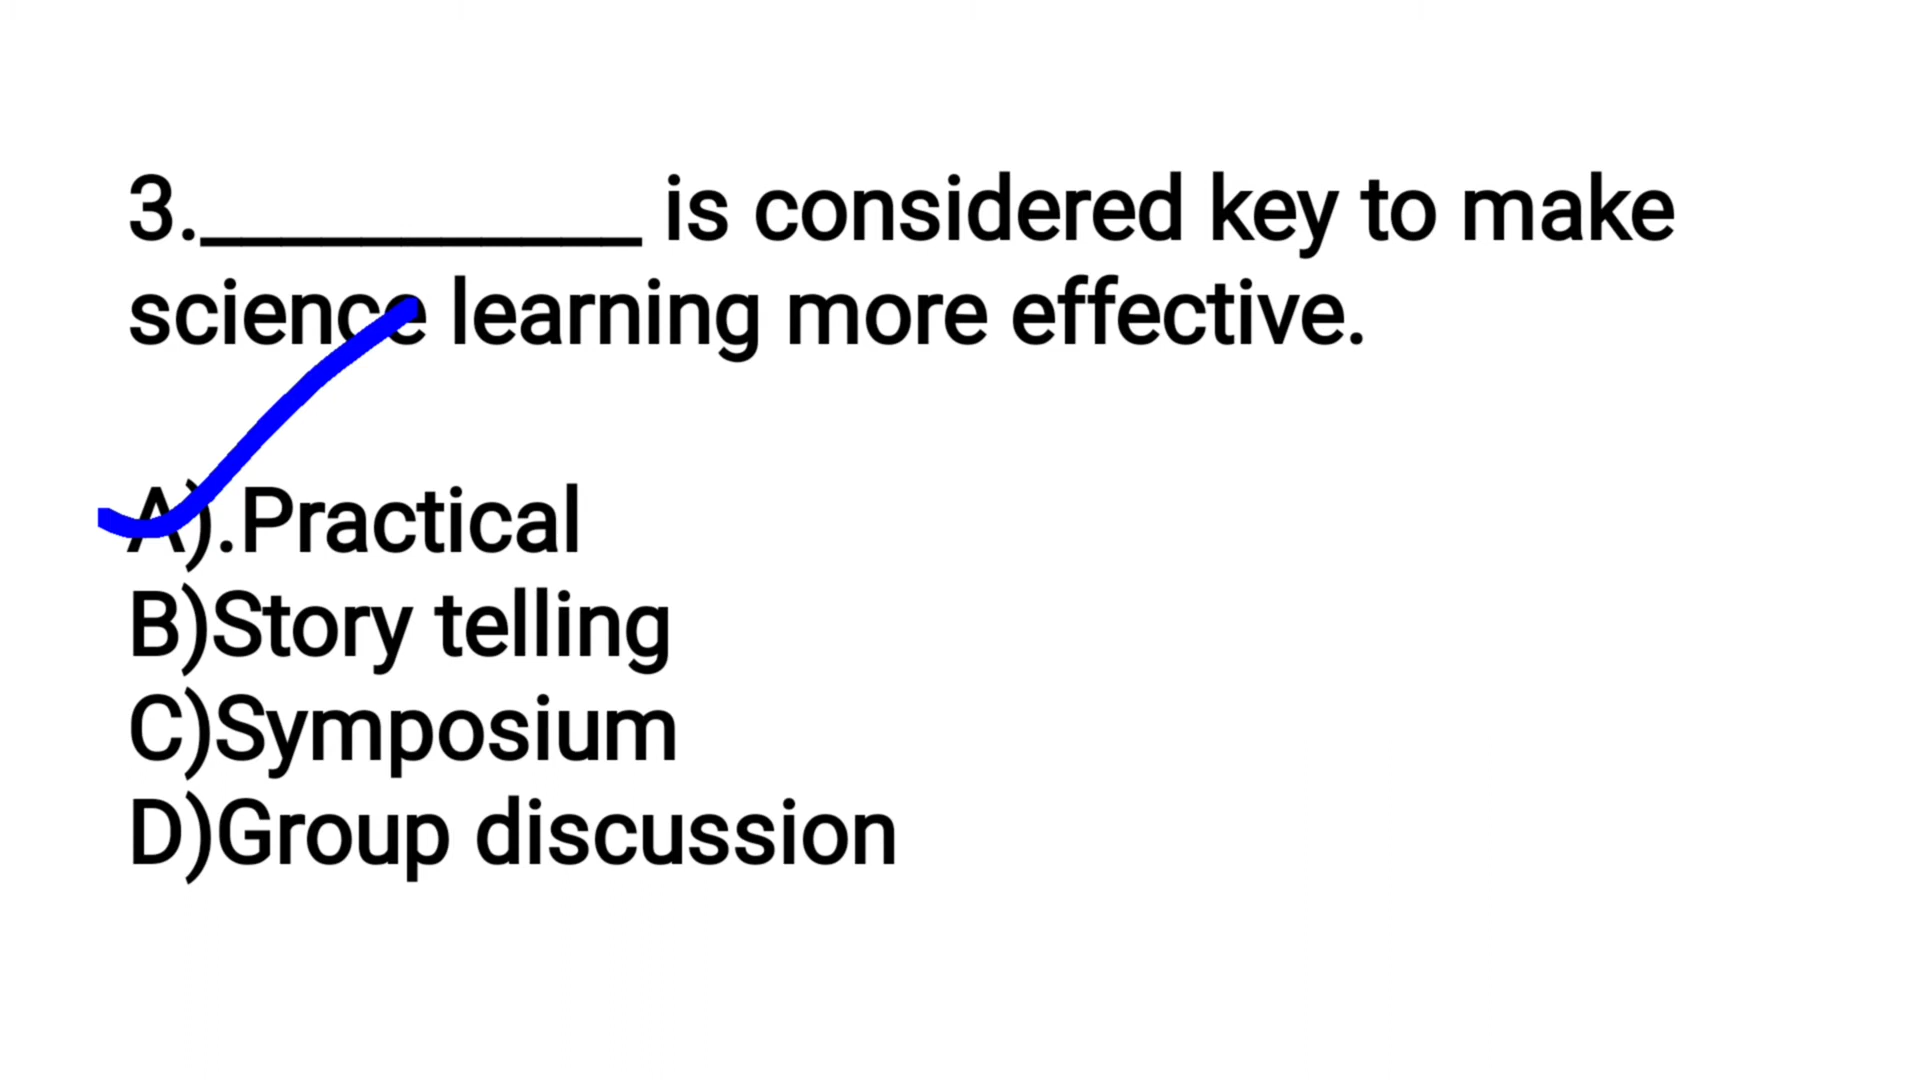 3.___________ is considered key to make
science learning more effective.
A).Practical
B)Story telling
C)Symposium
D)Group discussion